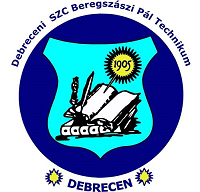 Debreceni SZC Beregszászi Pál Technikum
1905
DEBRECEN